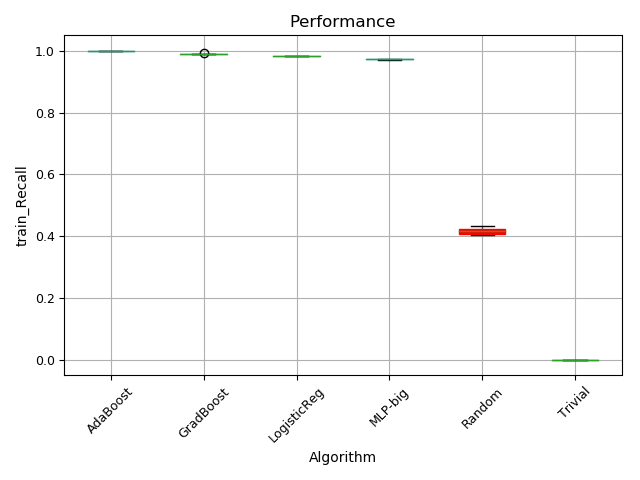 Performance
train_Recall
1.0
0.8
0.6
0.4
0.2
0.0
AdaBoost
GradBoost
LogisticReg
MLP-big
Random
Trivial
Algorithm